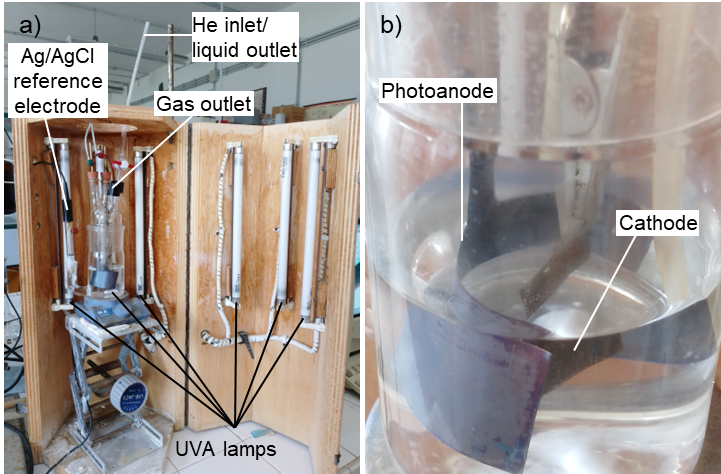 a)
He inlet/
liquid outlet
Ag/AgCl
reference
electrode
Gas outlet
UVA lamps
b)
Photoanode
Cathode